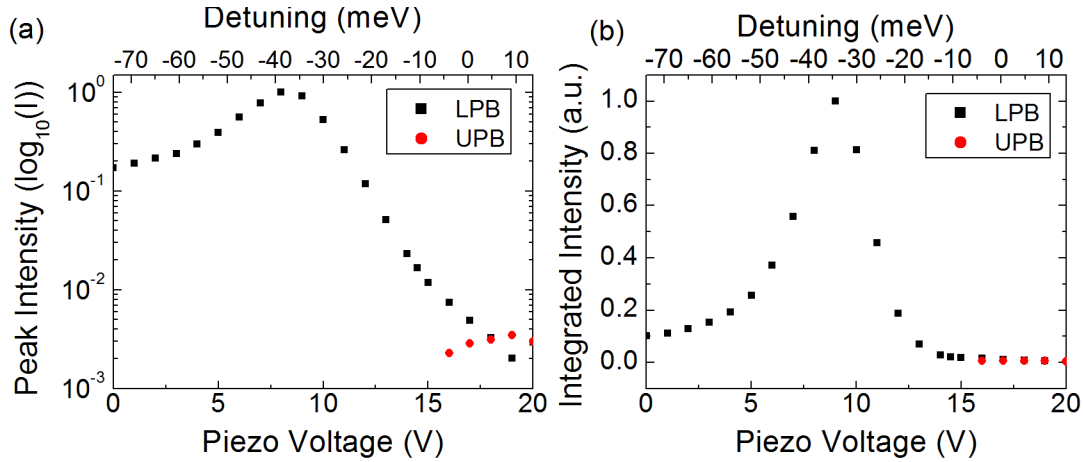 (a)
Detuning (meV)
-70 -60 -50 -40 -30 -20 -10 0 10
Peak Intensity (log₁₀(I))
10⁰
10⁻¹
10⁻²
10⁻³
LPB
UPB
0 5 10 15 20
Piezo Voltage (V)
(b)
Detuning (meV)
-70 -60 -50 -40 -30 -20 -10 0 10
Integrated Intensity (a.u.)
1.0
0.8
0.6
0.4
0.2
0.0
LPB
UPB
0 5 10 15 20
Piezo Voltage (V)